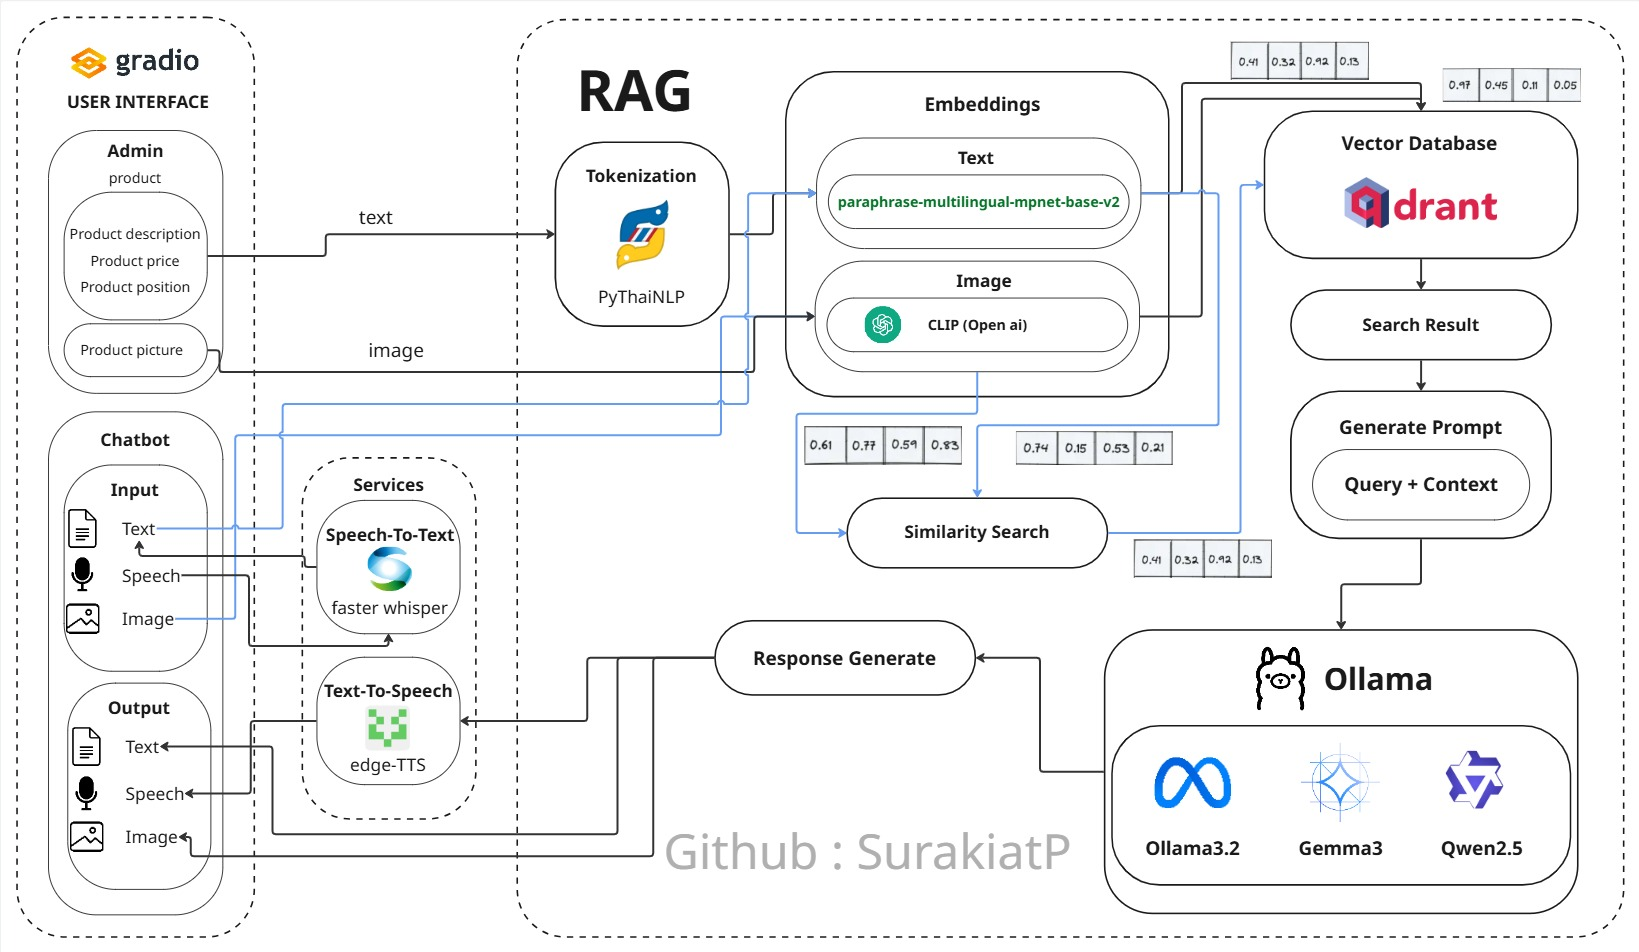 gradio
USER INTERFACE
Admin
product
Product description
Product price
Product position
Product picture
Chatbot
Input
Text
Speech
Image
Output
Text
Speech
Image
text
image
Services
Speech-To-Text
faster whisper
Text-To-Speech
edge-TTS
RAG
Tokenization
PyThaiNLP
Embeddings
Text
paraphrase-multilingual-mpnet-base-v2
Image
CLIP (Open ai)
0.41 0.32 0.92 0.13
0.97 0.45 0.11 0.05
Vector Database
qdrant
Search Result
Generate Prompt
Query + Context
0.61 0.77 0.59 0.83
0.74 0.15 0.53 0.21
Similarity Search
0.41 0.32 0.92 0.13
Response Generate
Ollama
Ollama3.2
Gemma3
Qwen2.5
Github : SurakiatP